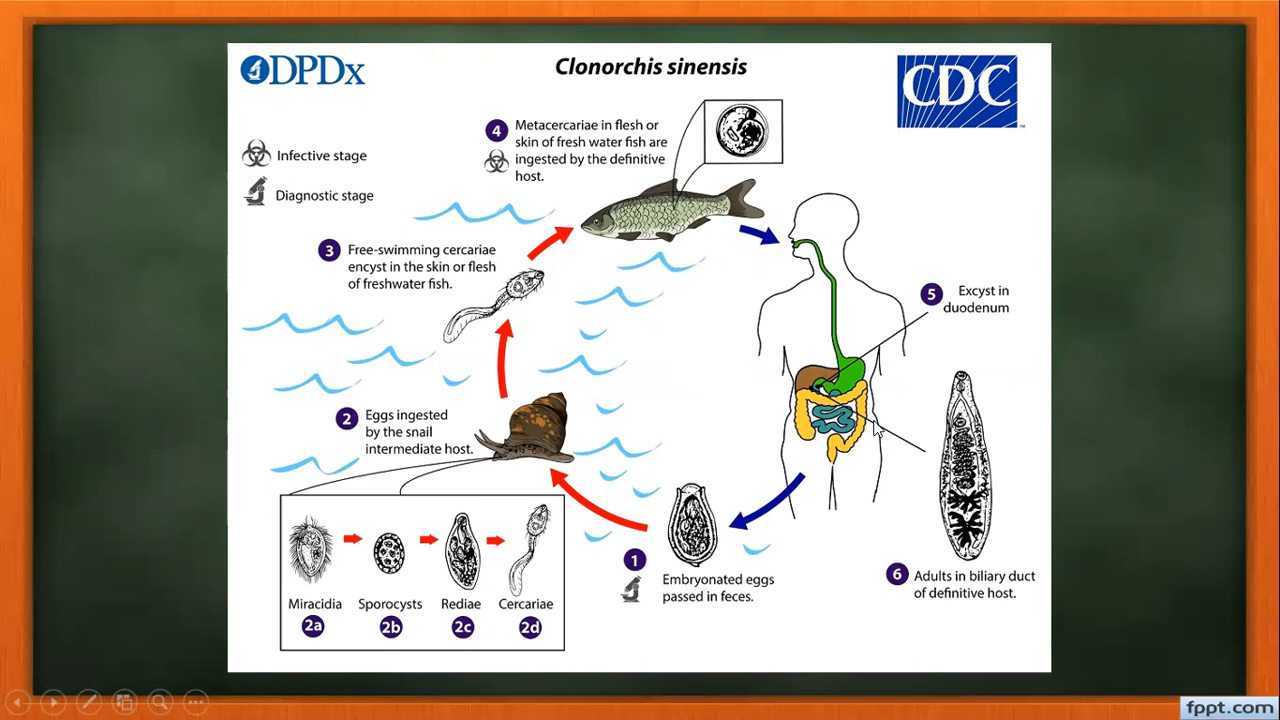 DPDx
Clonorchis sinensis
CDC
TM
Infective stage
Diagnostic stage
4
Metacercariae in flesh or
skin of fresh water fish are
ingested by the definitive
host.
3
Free-swimming cercariae
encyst in the skin or flesh
of freshwater fish.
5
Excyst in
duodenum
2
Eggs ingested
by the snail
intermediate host.
Miracidia
Sporocysts
Rediae
Cercariae
2a
2b
2c
2d
1
Embryonated eggs
passed in feces.
6
Adults in biliary duct
of definitive host.
fppt.com